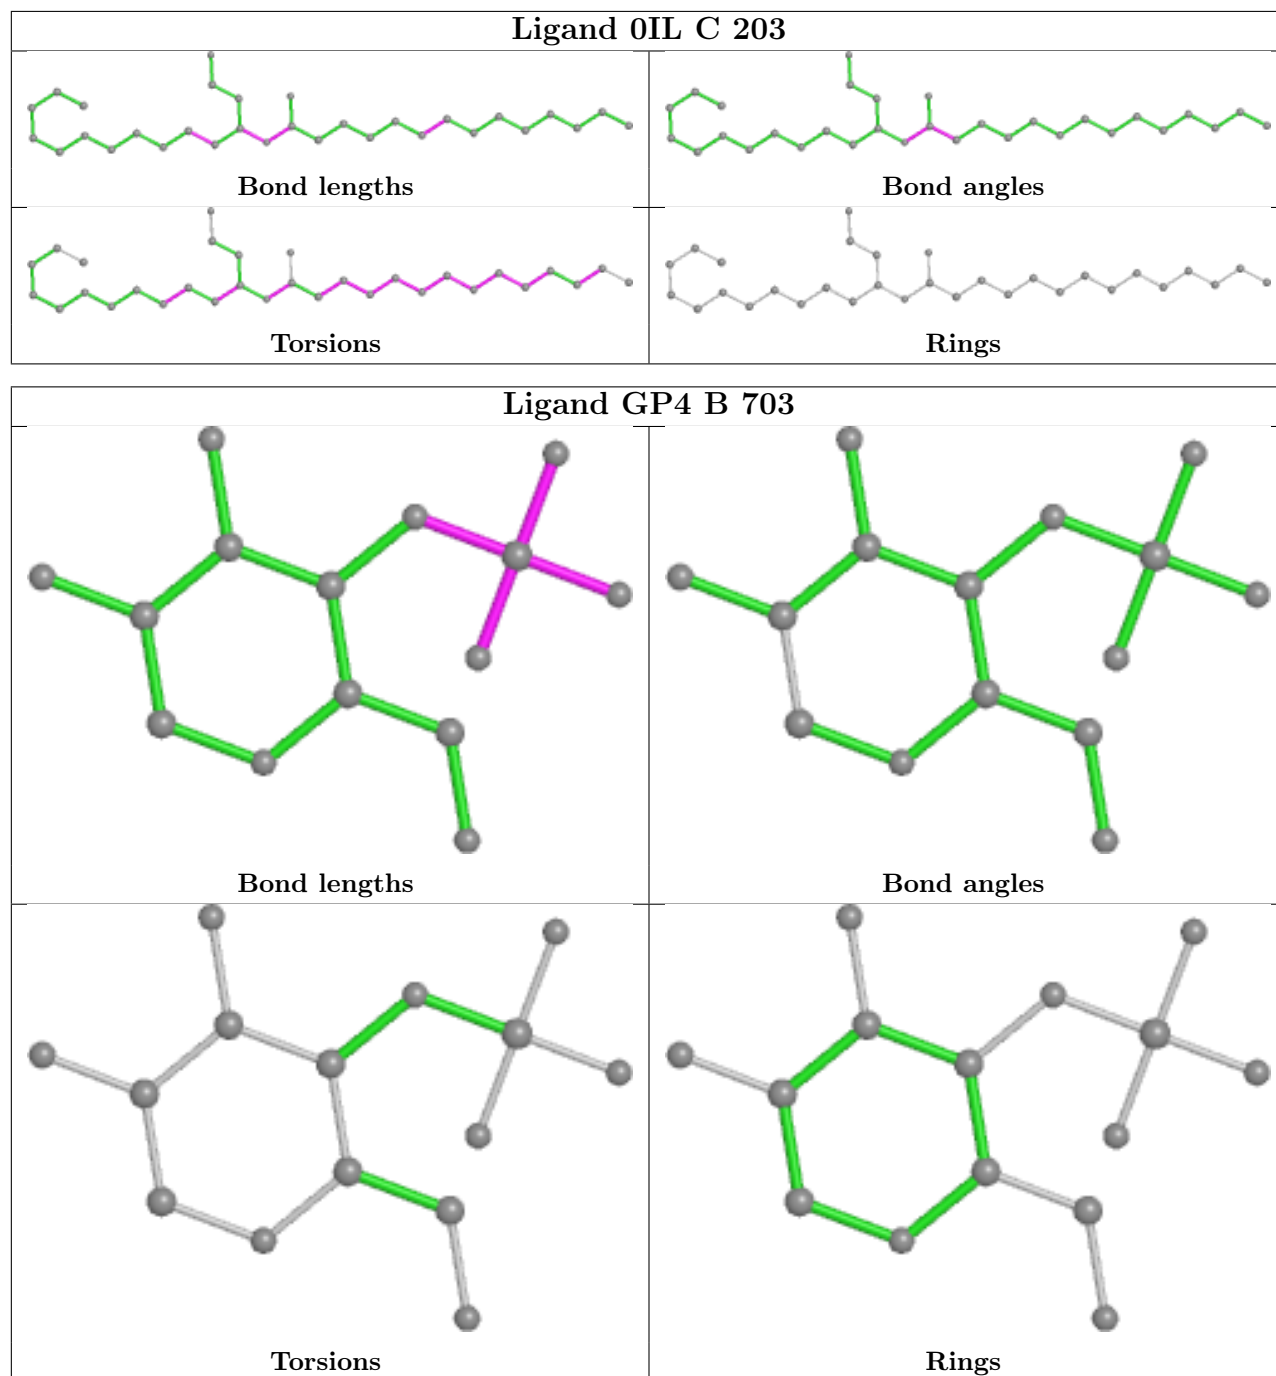 Ligand 0IL C 203
Bond lengths
Bond angles
Torsions
Rings
Ligand GP4 B 703
Bond lengths
Bond angles
Torsions
Rings